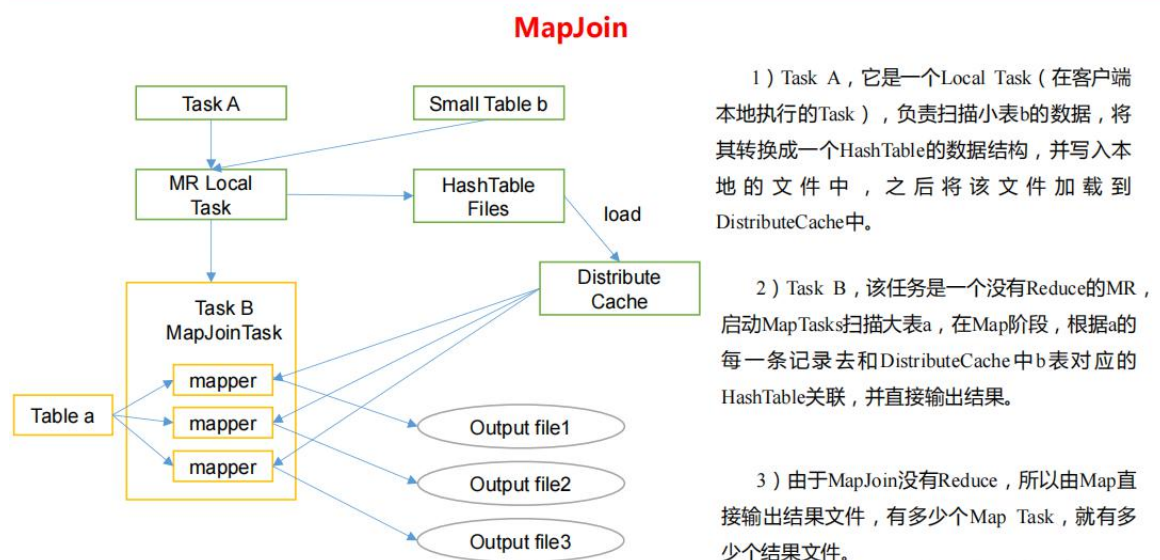 MapJoin
Task A
Small Table b
MR Local
Task
HashTable
Files
load
Distribute
Cache
Task B
MapJoinTask
mapper
mapper
mapper
Table a
Output file1
Output file2
Output file3
1）Task A，它是一个Local Task（在客户端
本地执行的Task），负责扫描小表b的数据，将
其转换成一个HashTable的数据结构，并写入本
地的文件中，之后将该文件加载到
DistributeCache中。
2）Task B，该任务是一个没有Reduce的MR，
启动MapTasks扫描大表a，在Map阶段，根据a的
每一条记录去和DistributeCache中b表对应的
HashTable关联，并直接输出结果。
3）由于MapJoin没有Reduce，所以由Map直
接输出结果文件，有多少个Map Task，就有多
少个结果文件。